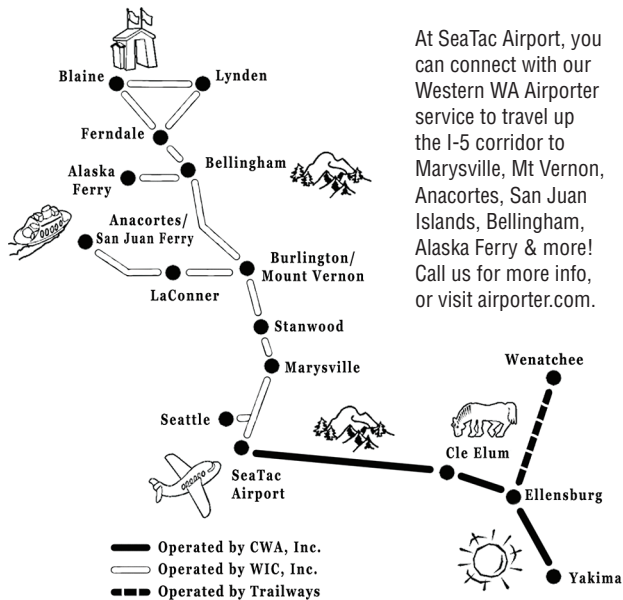 At SeaTac Airport, you
can connect with our
Western WA Airporter
service to travel up
the I-5 corridor to
Marysville, Mt Vernon,
Anacortes, San Juan
Islands, Bellingham,
Alaska Ferry & more!
Call us for more info,
or visit airporter.com.
Blaine
Lynden
Ferndale
Bellingham
Alaska
Ferry
Anacortes/
San Juan Ferry
Burlington/
Mount Vernon
LaConner
Stanwood
Marysville
Seattle
SeaTac
Airport
Wenatchee
Cle Elum
Ellensburg
Yakima
Operated by CWA, Inc.
Operated by WIC, Inc.
Operated by Trailways